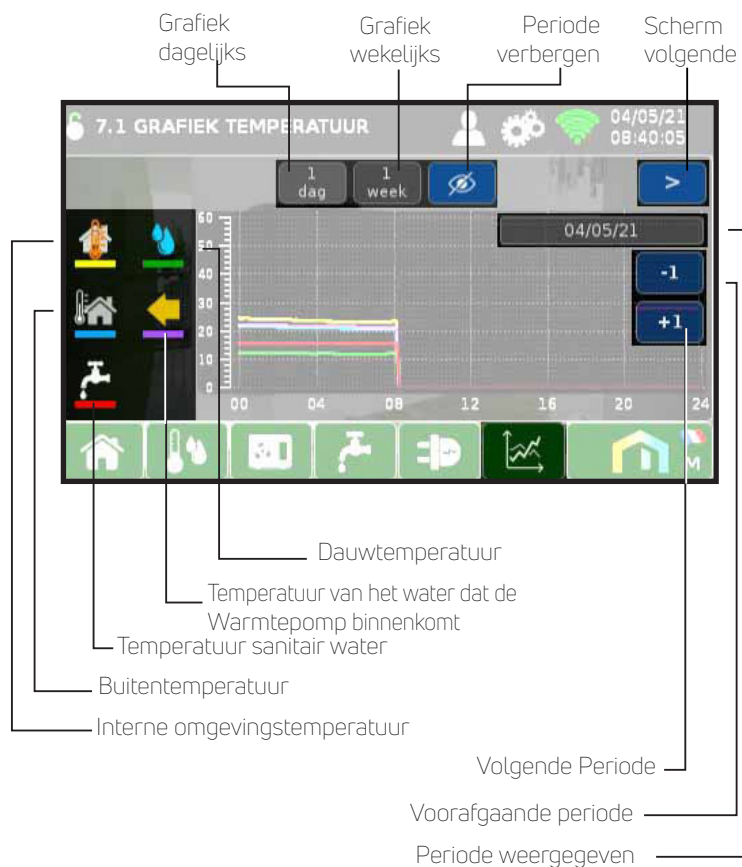 Grafiek
dagelijks
Grafiek
wekelijks
Periode
verbergen
Scherm
volgende
7.1 GRAFIEK TEMPERATUUR
04/05/21
08:40:05
1
dag
1
week
>
04/05/21
-1
+1
60
50
40
30
20
10
0
00 04 08 12 16 20 24
M
Dauwtemperatuur
Temperatuur van het water dat de
Warmtepomp binnenkomt
Temperatuur sanitair water
Buitentemperatuur
Interne omgevingstemperatuur
Volgende Periode
Voorafgaande periode
Periode weergegeven